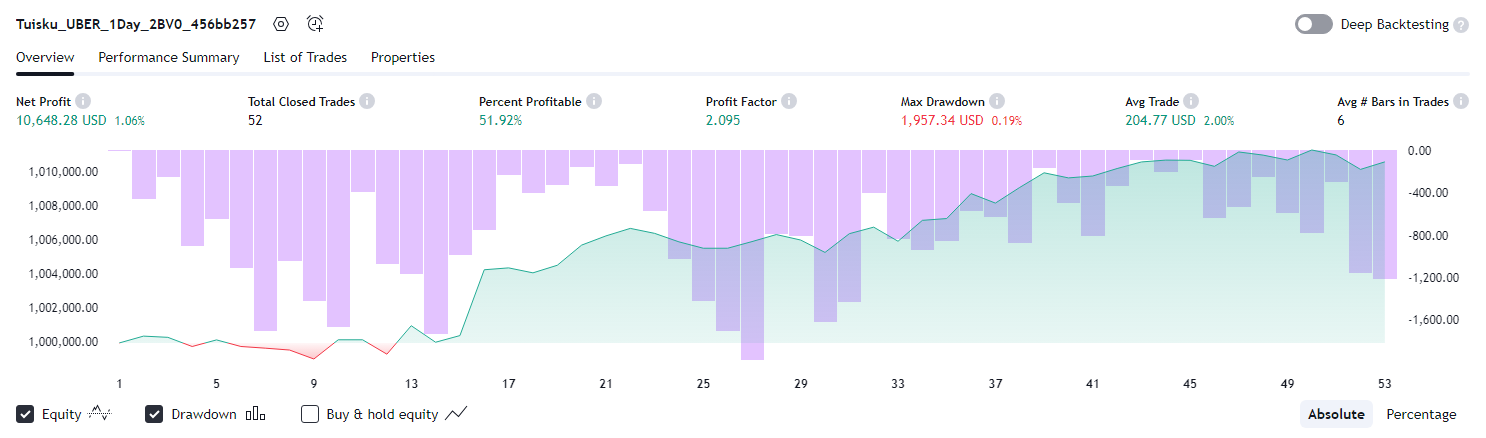 Tuisku_UBER_1Day_2BV0_456bb257 Deep Backtesting ?
Overview Performance Summary List of Trades Properties
Net Profit i Total Closed Trades i Percent Profitable i Profit Factor i Max Drawdown i Avg Trade i Avg # Bars in Trades i
10,648.28 USD 1.06% 52 51.92% 2.095 1,957.34 USD 0.19% 204.77 USD 2.00% 6
0.00
1,010,000.00
-400.00
1,008,000.00
1,006,000.00 -800.00
1,004,000.00 -1,200.00
1,002,000.00
-1,600.00
1,000,000.00
1 5 9 13 17 21 25 29 33 37 41 45 49 53
Equity Drawdown Buy & hold equity Absolute Percentage